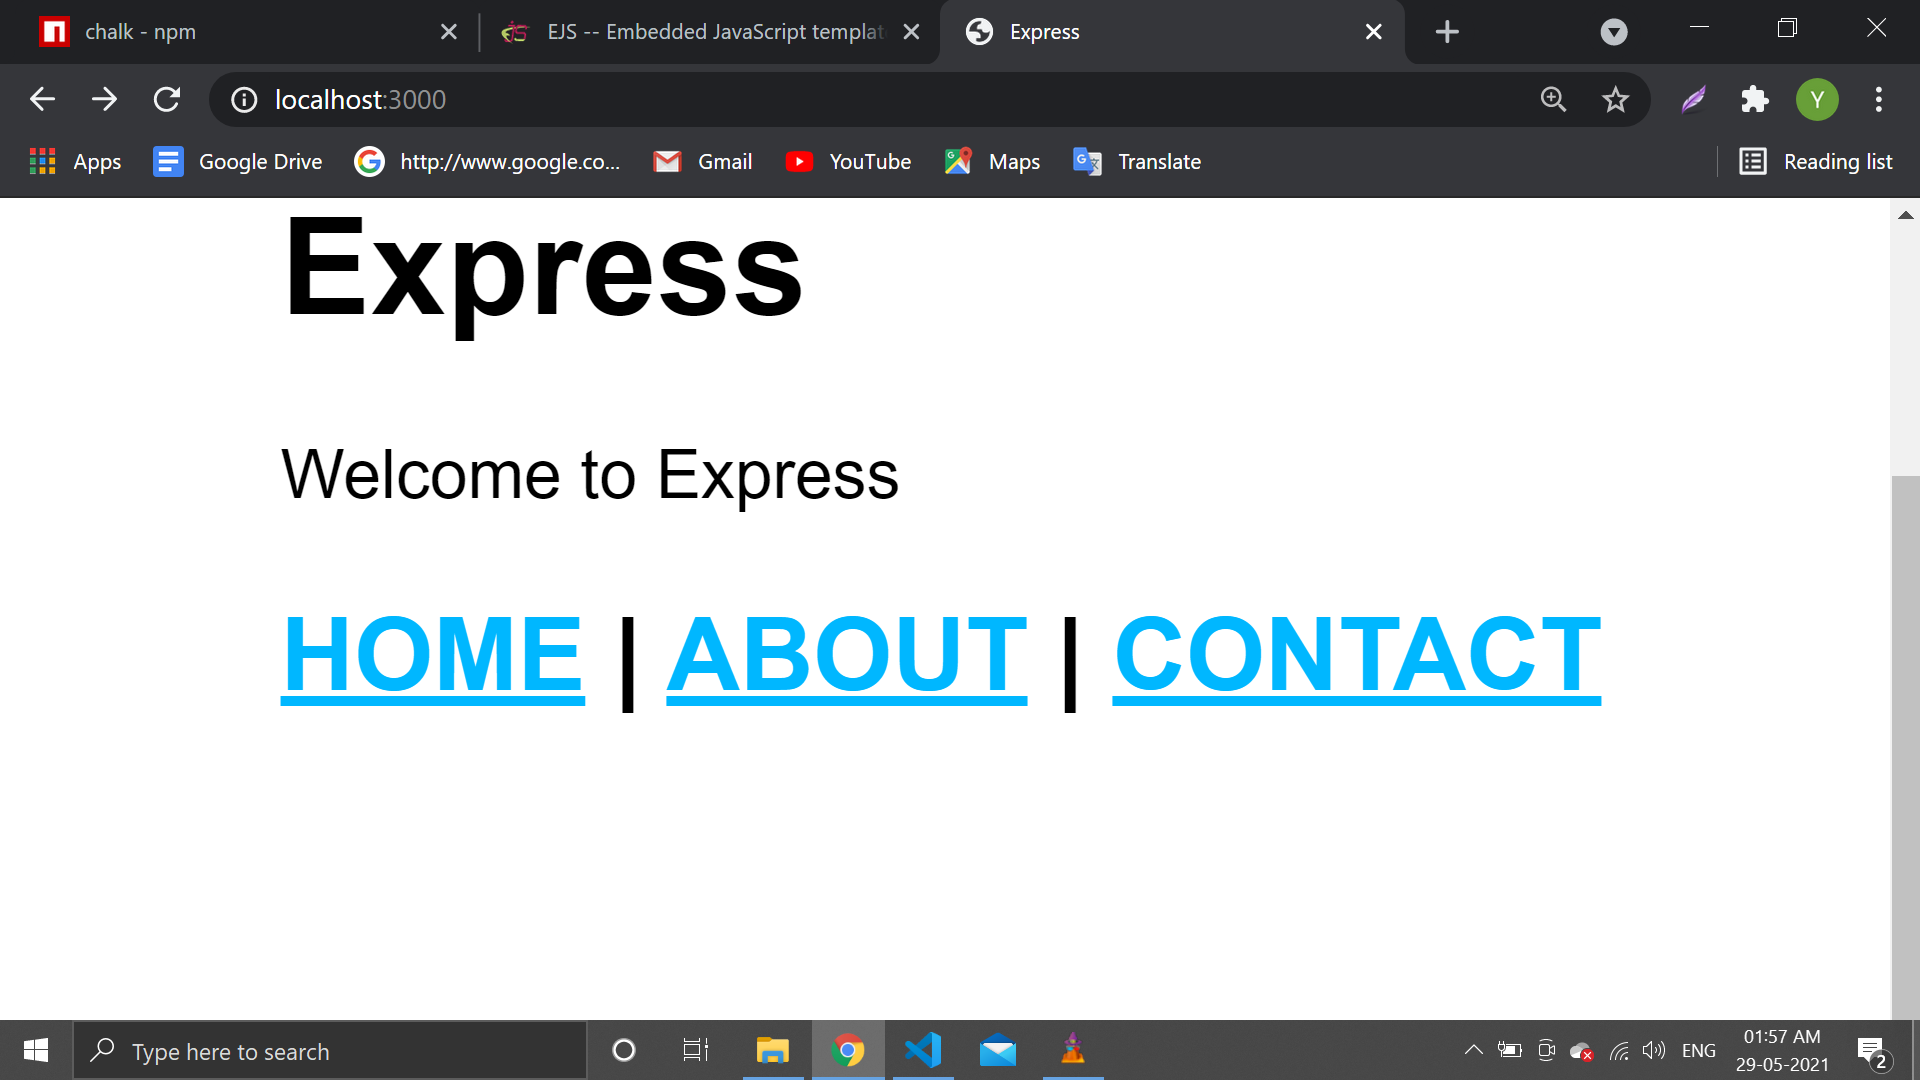 chalk - npm
EJS -- Embedded JavaScript templat
Express
localhost:3000
Y
Apps
Google Drive
http://www.google.co...
Gmail
YouTube
Maps
Translate
Reading list
Express
Welcome to Express
HOME | ABOUT | CONTACT
Type here to search
ENG
01:57 AM
29-05-2021
2